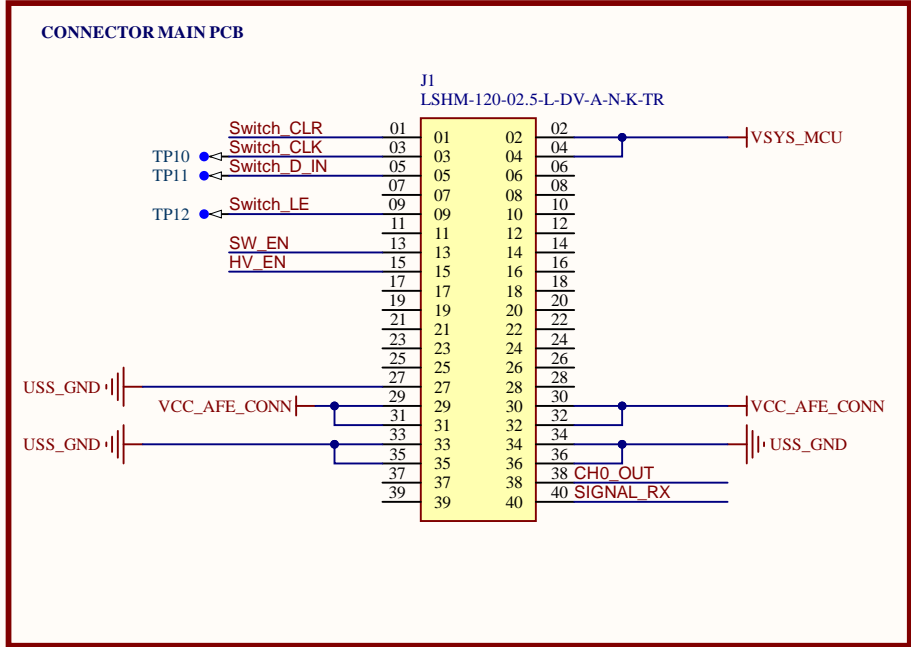 CONNECTOR MAIN PCB
J1
LSHM-120-02.5-L-DV-A-N-K-TR
Switch_CLR 01 01 02 02 VSYS_MCU
TP10 Switch_CLK 03 03 04 04
TP11 Switch_D_IN 05 05 06 06
07 07 08 08
TP12 Switch_LE 09 09 10 10
11 11 12 12
SW_EN 13 13 14 14
HV_EN 15 15 16 16
17 17 18 18
19 19 20 20
21 21 22 22
23 23 24 24
25 25 26 26
USS_GND 27 27 28 28
VCC_AFE_CONN 29 29 30 30 VCC_AFE_CONN
31 31 32 32
USS_GND 33 33 34 34 USS_GND
35 35 36 36
37 37 38 38 CH0_OUT
39 39 40 40 SIGNAL_RX